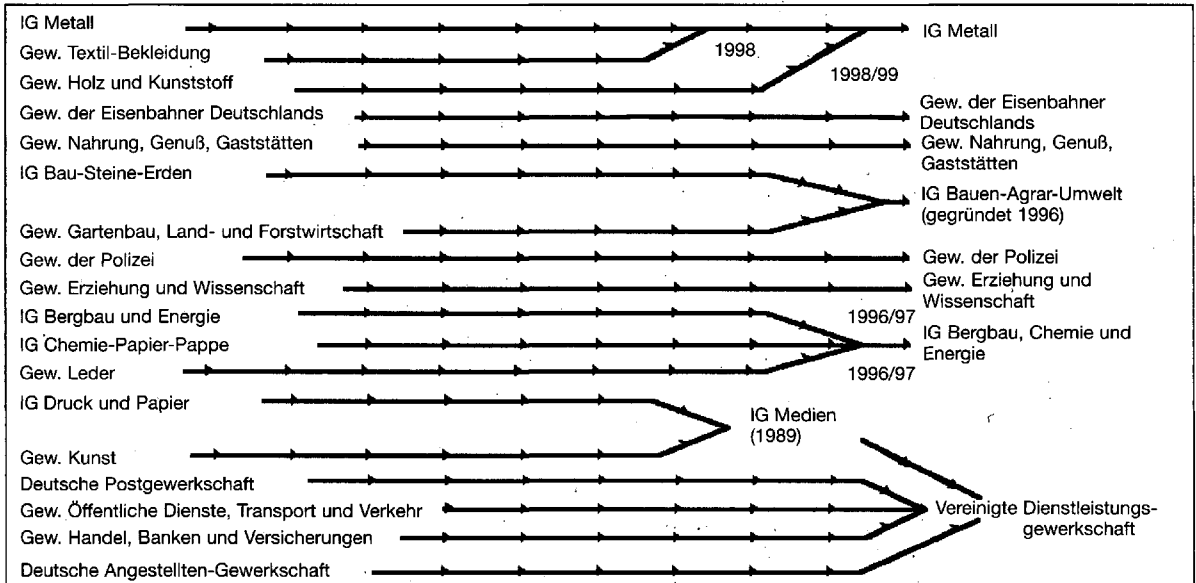 IG Metall
Gew. Textil-Bekleidung
Gew. Holz und Kunststoff
Gew. der Eisenbahner Deutschlands
Gew. Nahrung, Genuß, Gaststätten
IG Bau-Steine-Erden
Gew. Gartenbau, Land- und Forstwirtschaft
Gew. der Polizei
Gew. Erziehung und Wissenschaft
IG Bergbau und Energie
IG Chemie-Papier-Pappe
Gew. Leder
IG Druck und Papier
Gew. Kunst
Deutsche Postgewerkschaft
Gew. Öffentliche Dienste, Transport und Verkehr
Gew. Handel, Banken und Versicherungen
Deutsche Angestellten-Gewerkschaft
1998
1998/99
1996/97
1996/97
IG Medien
(1989)
IG Metall
Gew. der Eisenbahner
Deutschlands
Gew. Nahrung, Genuß,
Gaststätten
IG Bauen-Agrar-Umwelt
(gegründet 1996)
Gew. der Polizei
Gew. Erziehung und
Wissenschaft
IG Bergbau, Chemie und
Energie
Vereinigte Dienstleistungs-
gewerkschaft